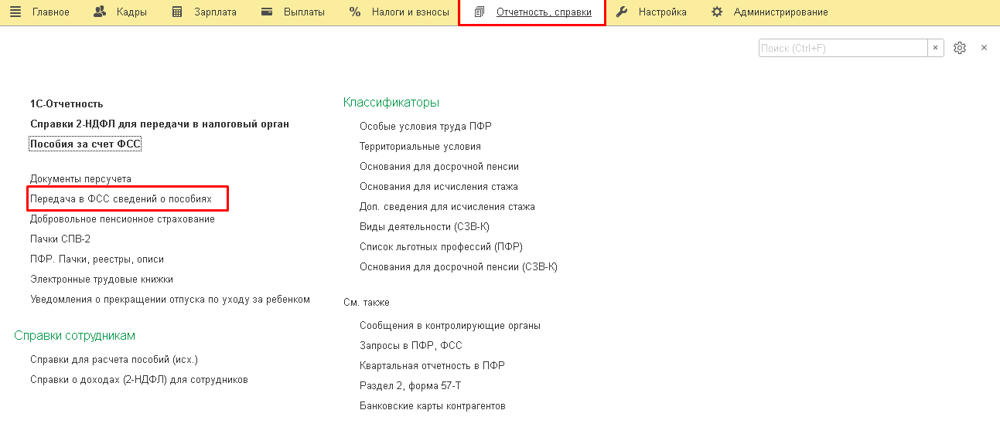 Главное Кадры Зарплата Выплаты Налоги и взносы Отчетность, справки Настройка Администрирование
Поиск (Ctrl+F)
1С-Отчетность
Справки 2-НДФЛ для передачи в налоговый орган
Пособия за счет ФСС
Документы персучета
Передача в ФСС сведений о пособиях
Добровольное пенсионное страхование
Пачки СПВ-2
ПФР. Пачки, реестры, описи
Электронные трудовые книжки
Уведомления о прекращении отпуска по уходу за ребенком
Справки сотрудникам
Справки для расчета пособий (исх.)
Справки о доходах (2-НДФЛ) для сотрудников
Классификаторы
Особые условия труда ПФР
Территориальные условия
Основания для досрочной пенсии
Основания для исчисления стажа
Доп. сведения для исчисления стажа
Виды деятельности (СЗВ-К)
Список льготных профессий (ПФР)
Основания для досрочной пенсии (СЗВ-К)
См. также
Сообщения в контролирующие органы
Запросы в ПФР, ФСС
Квартальная отчетность в ПФР
Раздел 2, форма 57-Т
Банковские карты контрагентов